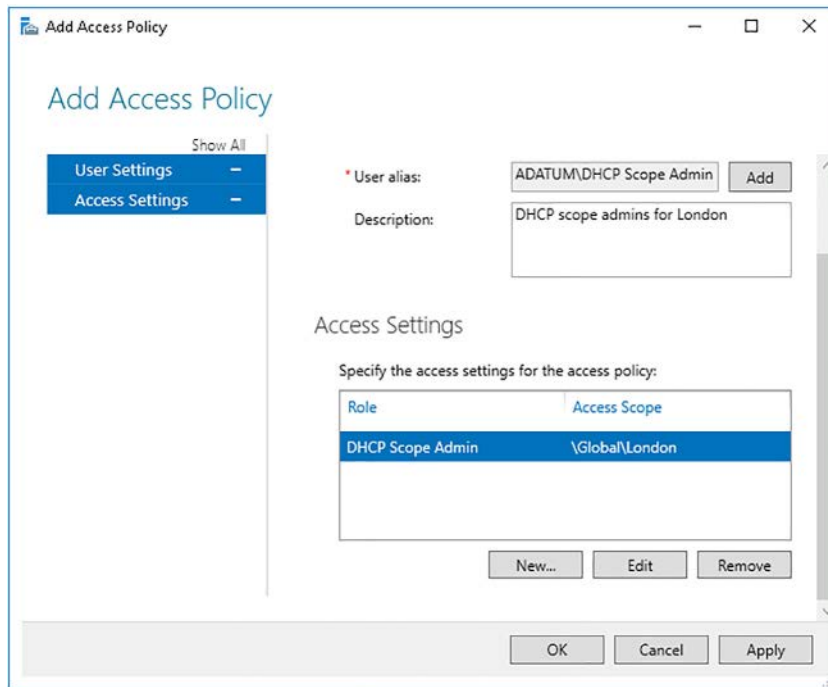 Add Access Policy
Add Access Policy
Show All
User Settings
Access Settings
* User alias: ADATUM\DHCP Scope Admin Add
Description: DHCP scope admins for London
Access Settings
Specify the access settings for the access policy:
Role Access Scope
DHCP Scope Admin \Global\London
New... Edit Remove
OK Cancel Apply